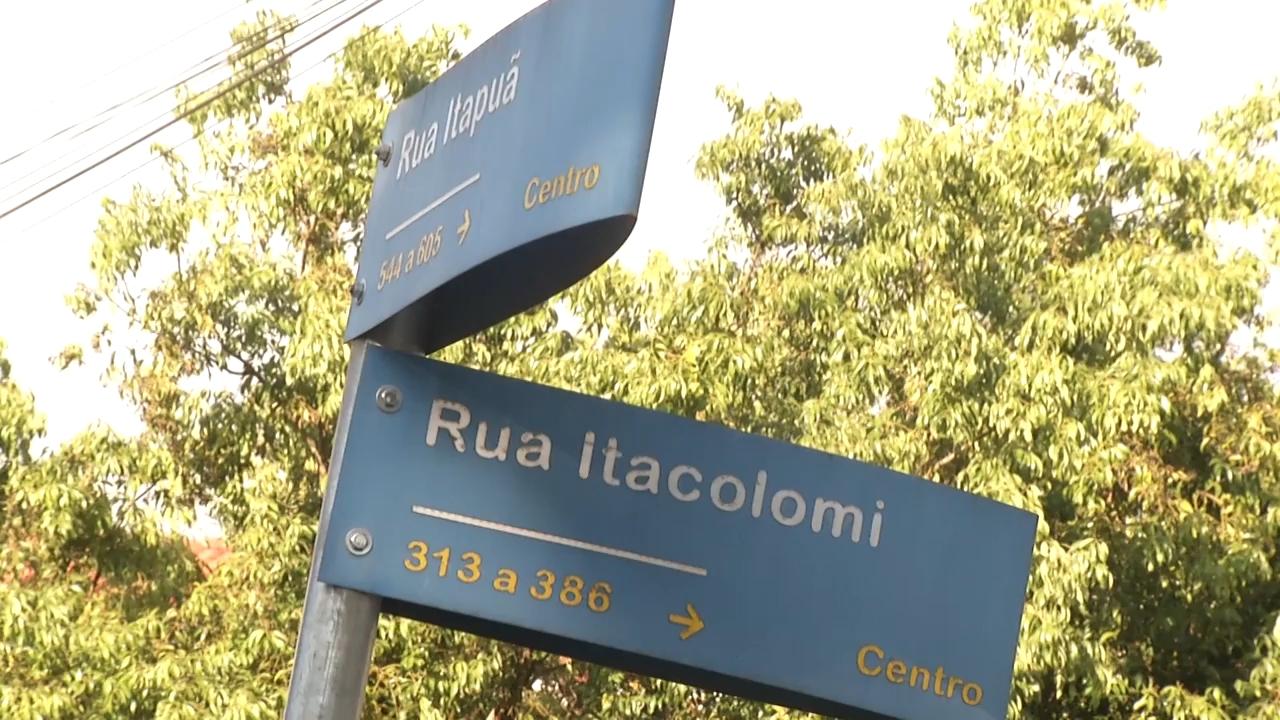 Rua Itapuã
544 a 605 →
Centro
Rua Itacolomi
313 a 386 →
Centro